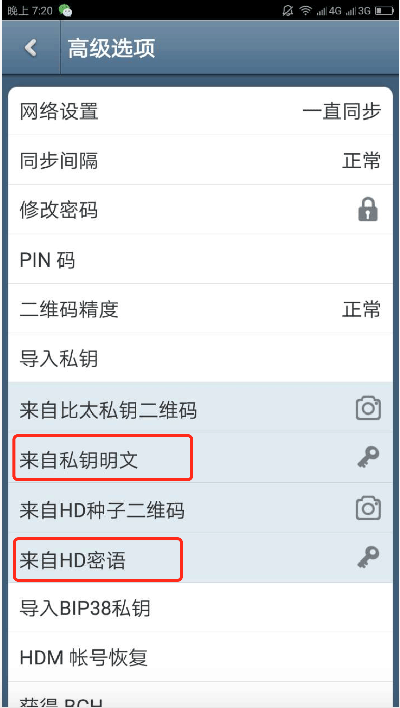 晚上 7:20 4G 3G
高级选项
网络设置 一直同步
同步间隔 正常
修改密码
PIN 码
二维码精度 正常
导入私钥
来自比太私钥二维码
来自私钥明文
来自HD种子二维码
来自HD密语
导入BIP38私钥
HDM 帐号恢复
获得 BCH